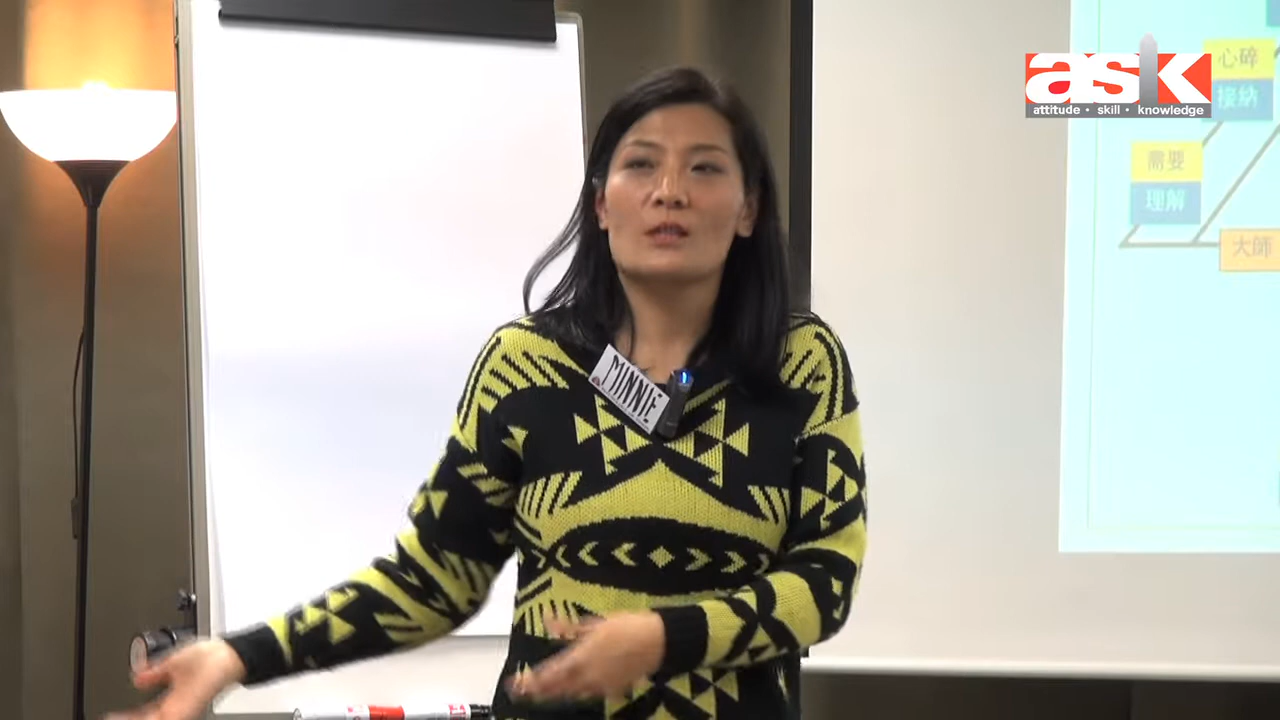 ask
attitude • skill • knowledge
心碎
接納
需要
理解
大師
MINNIE